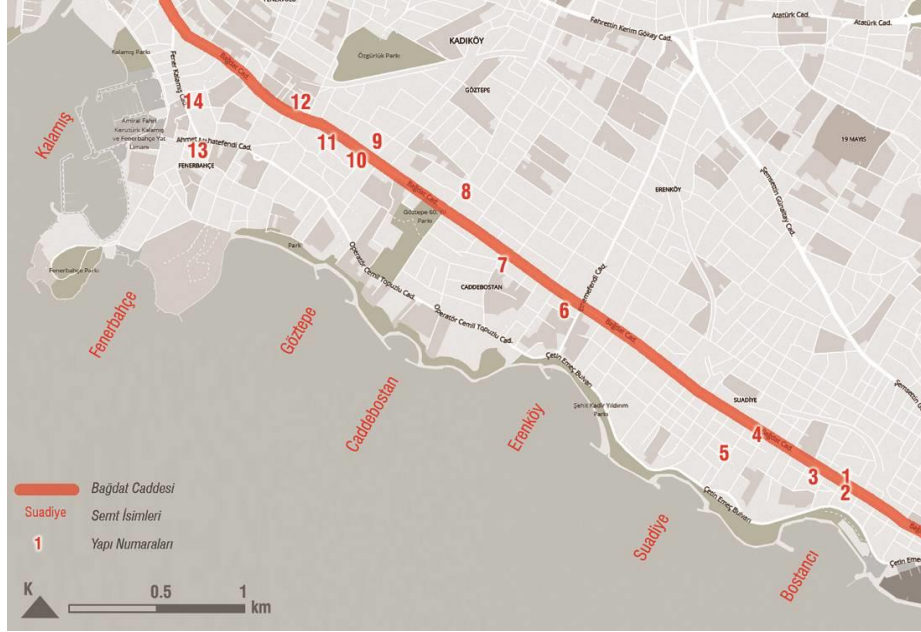 Fahrettin Kerim Gökay Cad.
Atatürk Cad.
Atatürk Cad.
KADIKÖY
Kalamış Parkı
Bağdat Cad.
Özgürlük Parkı
GÖZTEPE
Fener Kalamış Cad.
14
12
Kalamış
Amiral Fahri
Korutürk Kalamış
ve Fenerbahçe Yat
Limanı
13
FENERBAHÇE
11
9
10
19 MAYIS
Şemsettin Günaltay Cad.
8
Bağdat Cad.
ERENKÖY
Göztepe 60. Yıl
Parkı
Park
7
Fenerbahçe Parkı
Operatör Cemil Topuzlu Cad.
CADDEBOSTAN
6
Operatör Cemil Topuzlu Cad.
Bağdat Cad.
Fenerbahçe
Göztepe
Caddebostan
Erenköy
Çetin Emeç Bulvarı
Şehit Kadir Yıldırım
Parkı
SUADİYE
4
Bağdat Cad.
5
3
1
2
Çetin Emeç Bulvarı
Suadiye
Bostancı
Bağdat Caddesi
Suadiye
Semt İsimleri
1
Yapı Numaraları
K
0.5
1
km